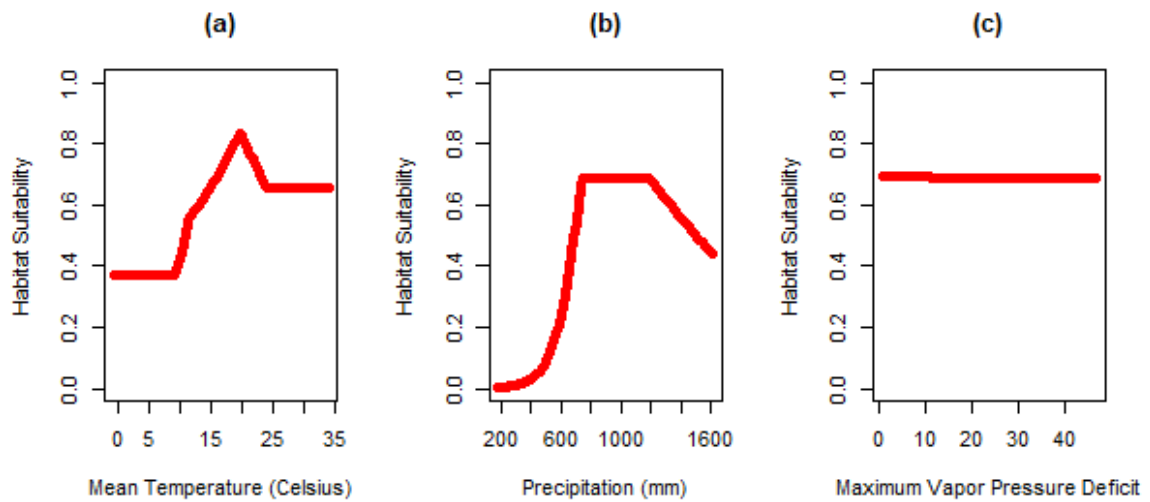 (a)
Habitat Suitability
1.0
0.8
0.6
0.4
0.2
0.0
0 5 15 25 35
Mean Temperature (Celsius)
(b)
Habitat Suitability
1.0
0.8
0.6
0.4
0.2
0.0
200 600 1000 1600
Precipitation (mm)
(c)
Habitat Suitability
1.0
0.8
0.6
0.4
0.2
0.0
0 10 20 30 40
Maximum Vapor Pressure Deficit